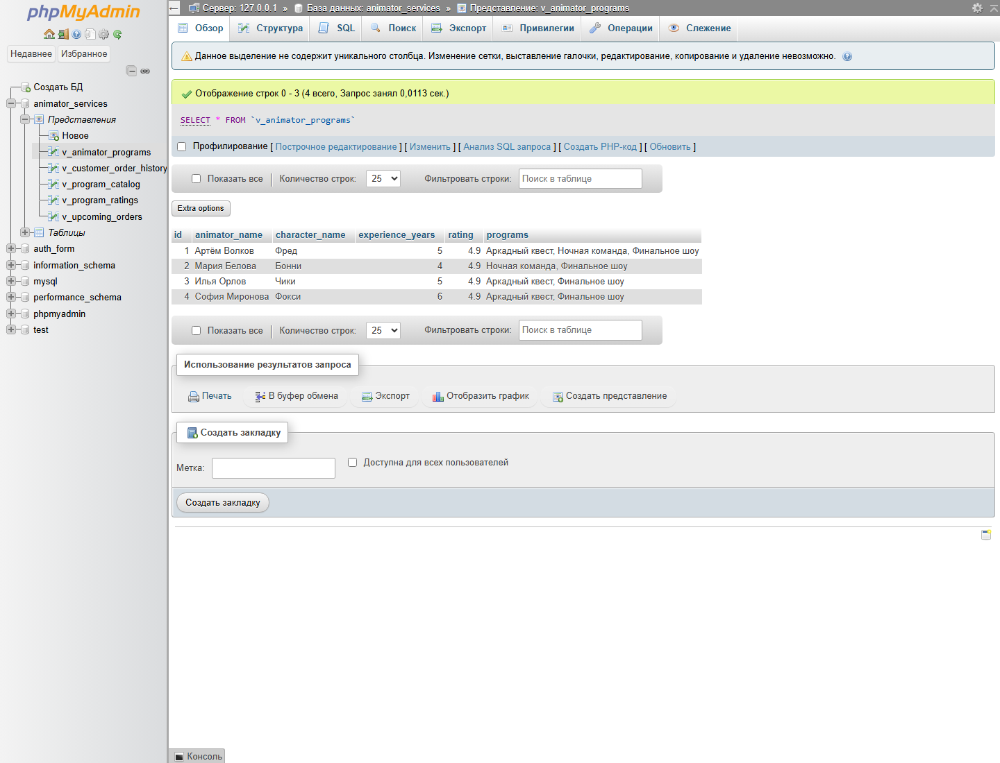 phpMyAdmin
Недавнее Избранное
Создать БД
animator_services
Представления
Новое
v_animator_programs
v_customer_order_history
v_program_catalog
v_program_ratings
v_upcoming_orders
Таблицы
auth_form
information_schema
mysql
performance_schema
phpmyadmin
test
Сервер: 127.0.0.1 » База данных: animator_services » Представление: v_animator_programs
Обзор Структура SQL Поиск Экспорт Привилегии Операции Слежение
Данное выделение не содержит уникального столбца. Изменение сетки, выставление галочки, редактирование, копирование и удаление невозможно.
Отображение строк 0 - 3 (4 всего, Запрос занял 0,0113 сек.)
SELECT * FROM `v_animator_programs`
Профилирование [ Построчное редактирование ] [ Изменить ] [ Анализ SQL запроса ] [ Создать PHP-код ] [ Обновить ]
Показать все Количество строк: 25 Фильтровать строки: Поиск в таблице
Extra options
id animator_name character_name experience_years rating programs
1 Артём Волков Фред 5 4.9 Аркадный квест, Ночная команда, Финальное шоу
2 Мария Белова Бонни 4 4.9 Ночная команда, Финальное шоу
3 Илья Орлов Чики 5 4.9 Аркадный квест, Финальное шоу
4 София Миронова Фокси 6 4.9 Аркадный квест, Финальное шоу
Показать все Количество строк: 25 Фильтровать строки: Поиск в таблице
Использование результатов запроса
Печать В буфер обмена Экспорт Отобразить график Создать представление
Создать закладку
Метка: Доступна для всех пользователей
Создать закладку
Консоль